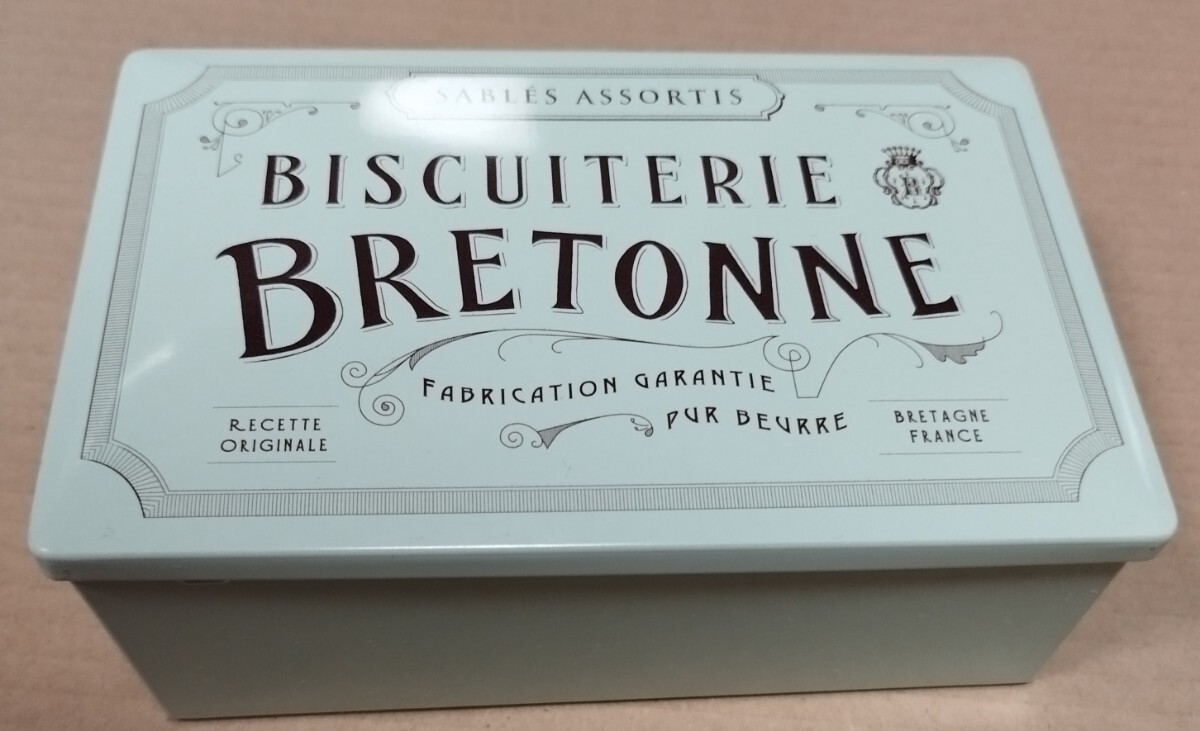 SABLÉS ASSORTIS
BISCUITERIE
BRETONNE
FABRICATION GARANTIE
PUR BEURRE
RECETTE
ORIGINALE
BRETAGNE
FRANCE